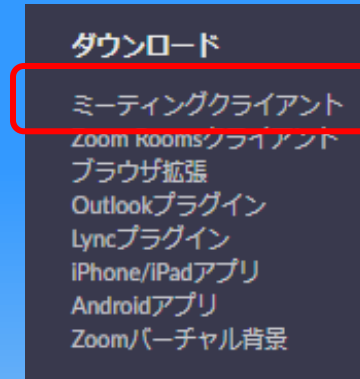 ダウンロード
ミーティングクライアント
Zoom Roomsクライアント
ブラウザ拡張
Outlookプラグイン
Lyncプラグイン
iPhone/iPadアプリ
Androidアプリ
Zoomバーチャル背景